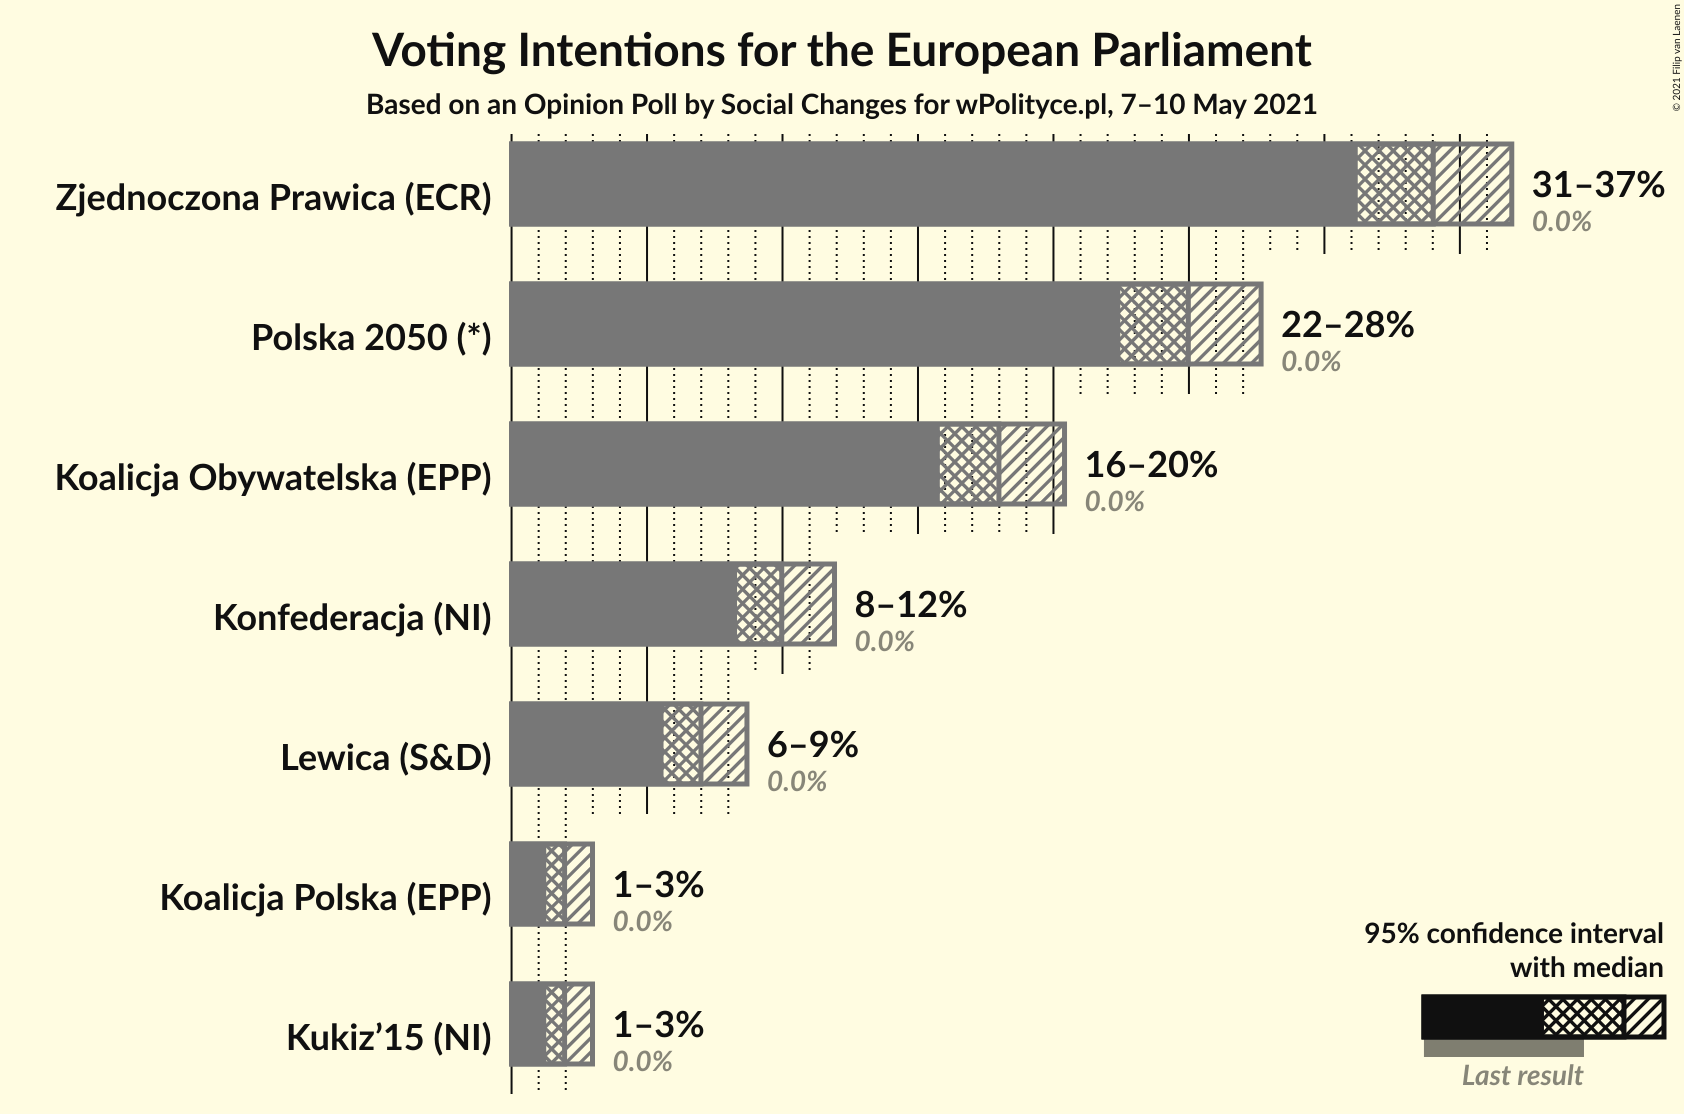 Voting Intentions for the European Parliament
Based on an Opinion Poll by Social Changes for wPolityce.pl, 7–10 May 2021
© 2021 Filip van Laenen
Zjednoczona Prawica (ECR)
31–37%
0.0%
Polska 2050 (*)
22–28%
0.0%
Koalicja Obywatelska (EPP)
16–20%
0.0%
Konfederacja (NI)
8–12%
0.0%
Lewica (S&D)
6–9%
0.0%
Koalicja Polska (EPP)
1–3%
0.0%
Kukiz’15 (NI)
1–3%
0.0%
95% confidence interval
with median
Last result